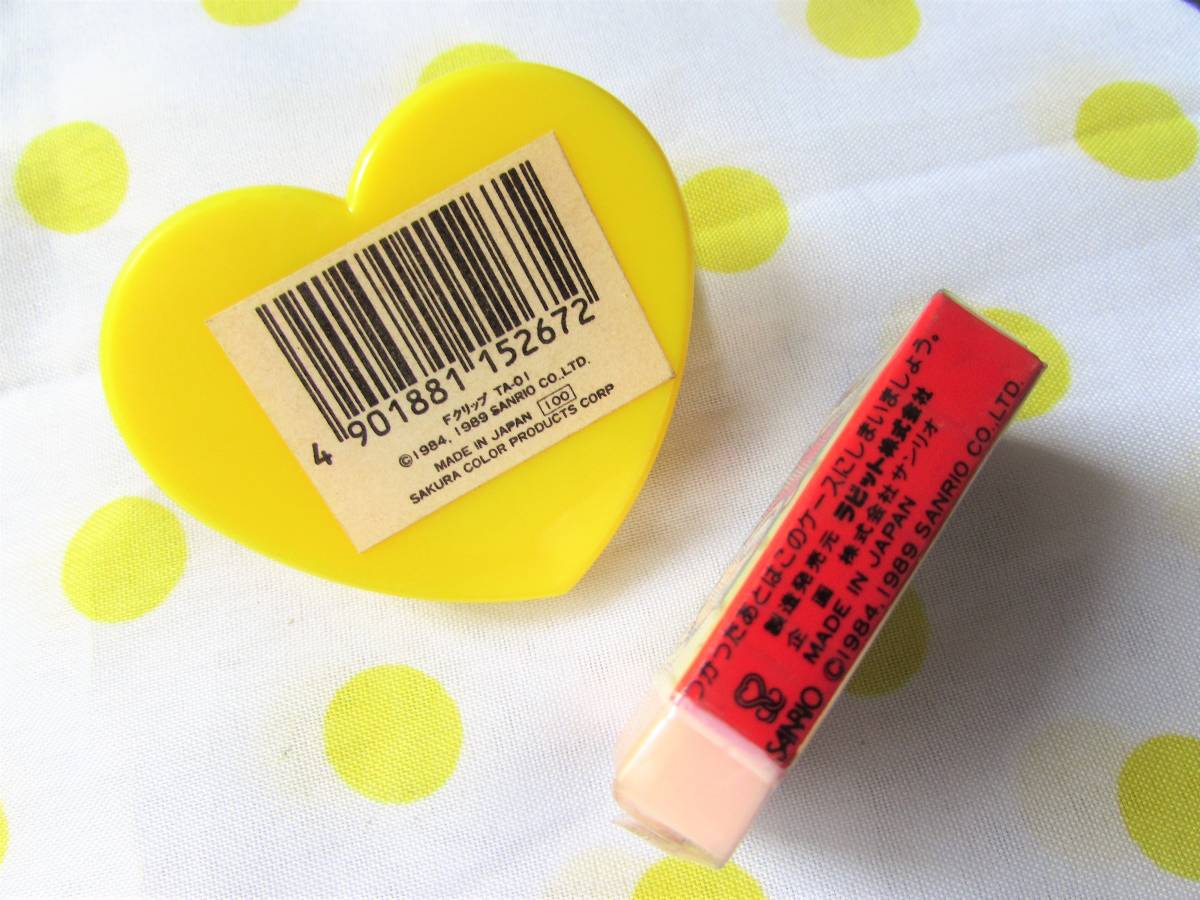 4 901881 152672
Fクリップ TA-01
©1984, 1989 SANRIO CO.,LTD.
MADE IN JAPAN 100
SAKURA COLOR PRODUCTS CORP
つかったあとはこのケースにしまいましょう。
製造発売元 ラビット株式会社
企画 株式会社サンリオ
MADE IN JAPAN
SANRIO ©1984, 1989 SANRIO CO.,LTD.